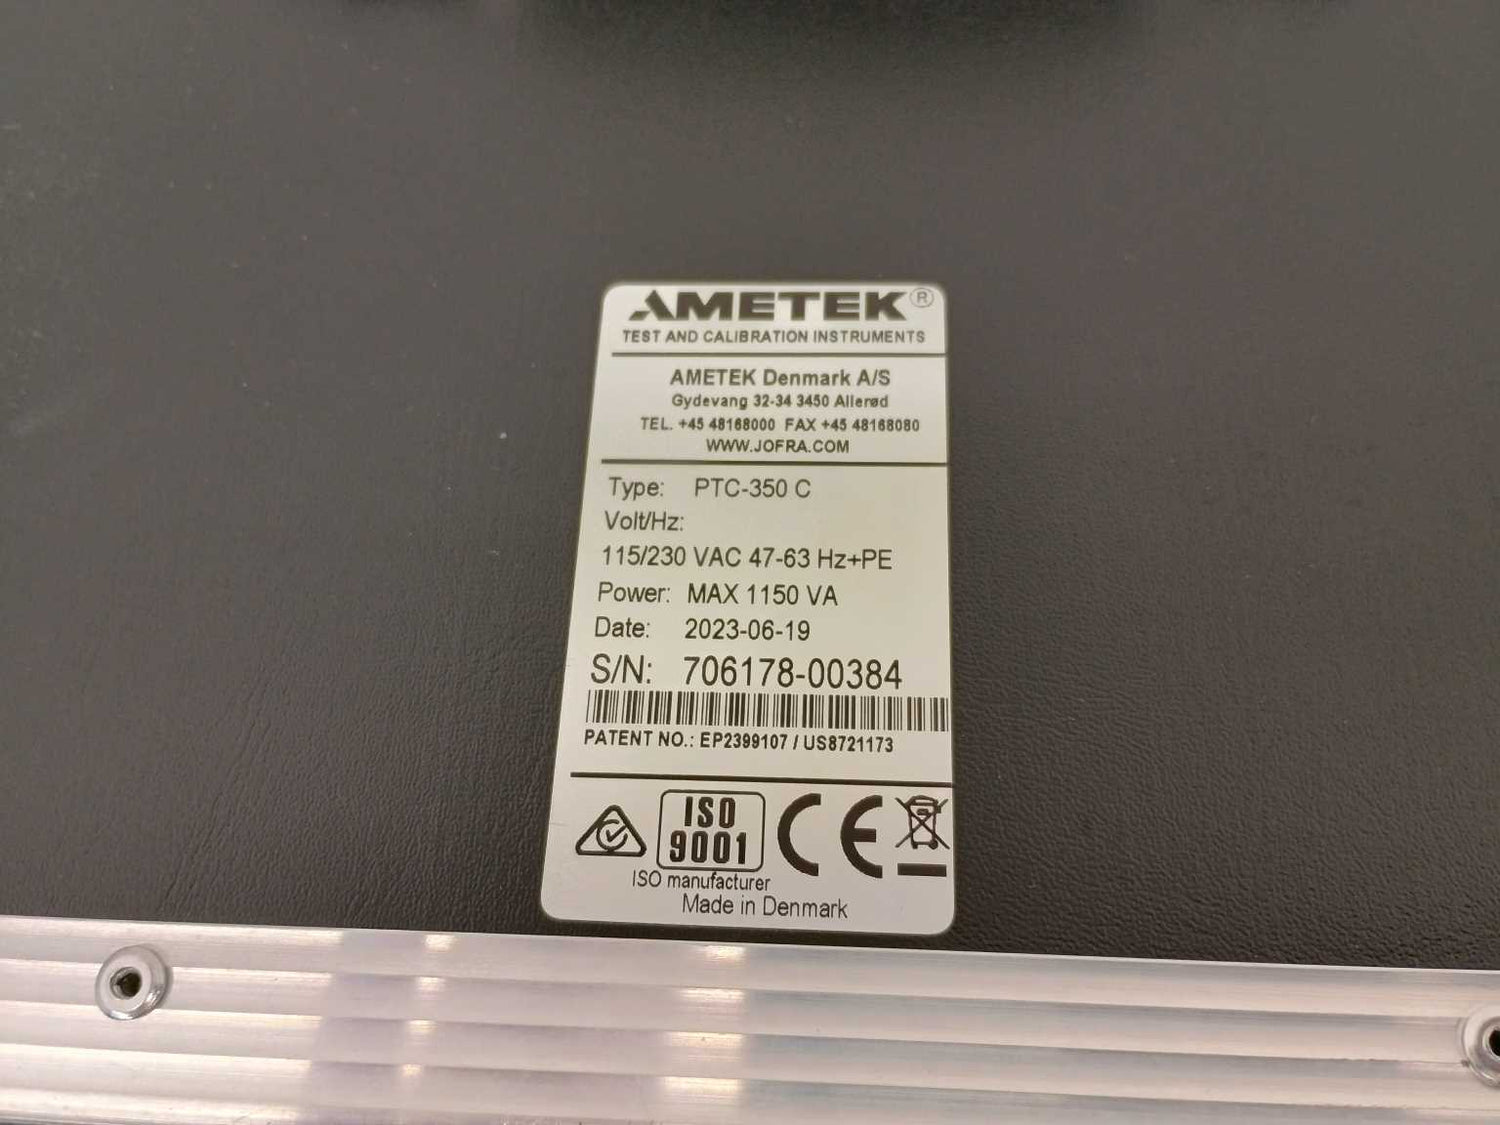 AMETEK®
TEST AND CALIBRATION INSTRUMENTS
AMETEK Denmark A/S
Gydevang 32-34 3450 Allerød
TEL. +45 48168000 FAX +45 48168080
WWW.JOFRA.COM
Type: PTC-350 C
Volt/Hz:
115/230 VAC 47-63 Hz+PE
Power: MAX 1150 VA
Date: 2023-06-19
S/N: 706178-00384
PATENT NO.: EP2399107 / US8721173
ISO
9001
CE
ISO manufacturer
Made in Denmark